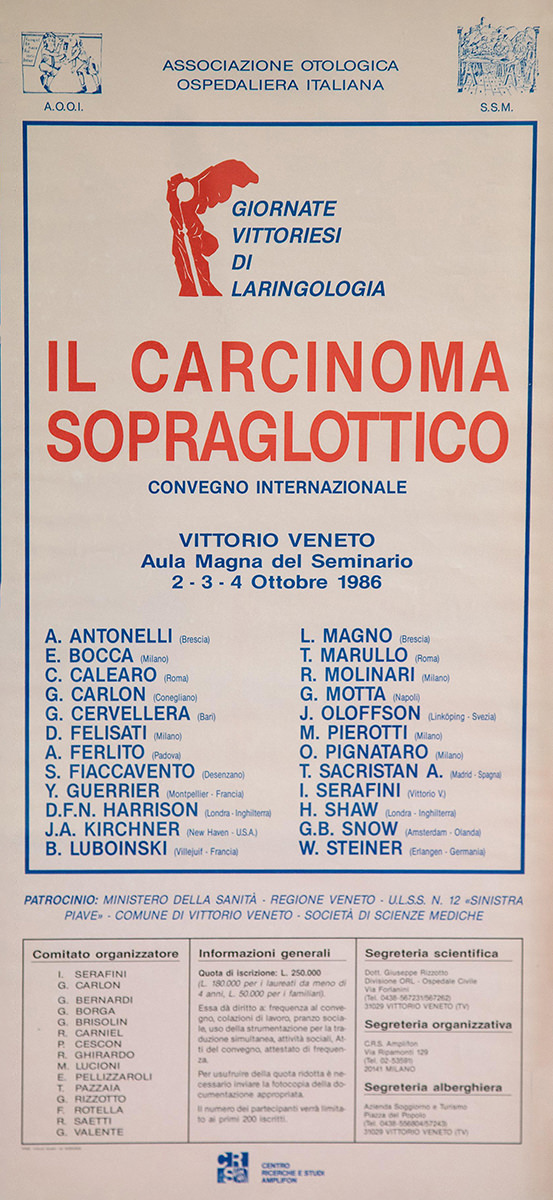 ASSOCIAZIONE OTOLOGICA
OSPEDALIERA ITALIANA
A.O.O.I.
S.S.M.
GIORNATE
VITTORIESI
DI
LARINGOLOGIA
IL CARCINOMA
SOPRAGLOTTICO
CONVEGNO INTERNAZIONALE
VITTORIO VENETO
Aula Magna del Seminario
2 - 3 - 4 Ottobre 1986
A. ANTONELLI (Brescia)
E. BOCCA (Milano)
C. CALEARO (Roma)
G. CARLON (Conegliano)
G. CERVELLERA (Bari)
D. FELISATI (Milano)
A. FERLITO (Padova)
S. FIACCAVENTO (Desenzano)
Y. GUERRIER (Montpellier - Francia)
D.F.N. HARRISON (Londra - Inghilterra)
J.A. KIRCHNER (New Haven - U.S.A.)
B. LUBOINSKI (Villejuif - Francia)
L. MAGNO (Brescia)
T. MARULLO (Roma)
R. MOLINARI (Milano)
G. MOTTA (Napoli)
J. OLOFFSON (Linköping - Svezia)
M. PIEROTTI (Milano)
O. PIGNATARO (Milano)
T. SACRISTAN A. (Madrid - Spagna)
I. SERAFINI (Vittorio V.)
H. SHAW (Londra - Inghilterra)
G.B. SNOW (Amsterdam - Olanda)
W. STEINER (Erlangen - Germania)
PATROCINIO: MINISTERO DELLA SANITÀ - REGIONE VENETO - U.L.S.S. N. 12 «SINISTRA
PIAVE» - COMUNE DI VITTORIO VENETO - SOCIETÀ DI SCIENZE MEDICHE
Comitato organizzatore
I. SERAFINI
G. CARLON
G. BERNARDI
G. BORGA
G. BRISOLIN
R. CARNIEL
P. CESCON
R. GHIRARDO
M. LUCIONI
E. PELLIZZAROLI
T. PAZZAIA
G. RIZZOTTO
F. ROTELLA
R. SAETTI
G. VALENTE
Informazioni generali
Quota di iscrizione: L. 250.000
(L. 180.000 per i laureati da meno di
4 anni, L. 50.000 per i familiari).
Essa dà diritto a: frequenza al conve-
gno, colazioni di lavoro, pranzo socia-
le, uso della strumentazione per la tra-
duzione simultanea, attività sociali, At-
ti del convegno, attestato di frequen-
za.
Per usufruire della quota ridotta è ne-
cessario inviare la fotocopia della do-
cumentazione appropriata.
Il numero dei partecipanti verrà limita-
to ai primi 200 iscritti.
Segreteria scientifica
Dott. Giuseppe Rizzotto
Divisione ORL - Ospedale Civile
Via Forlanini
(Tel. 0438-567231/567262)
31029 VITTORIO VENETO (TV)
Segreteria organizzativa
C.R.S. Amplifon
Via Ripamonti 129
(Tel. 02-53581)
20141 MILANO
Segreteria alberghiera
Azienda Soggiorno e Turismo
Piazza del Popolo
(Tel. 0438-556804/57243)
31029 VITTORIO VENETO (TV)
CRS
CENTRO
RICERCHE E STUDI
AMPLIFON